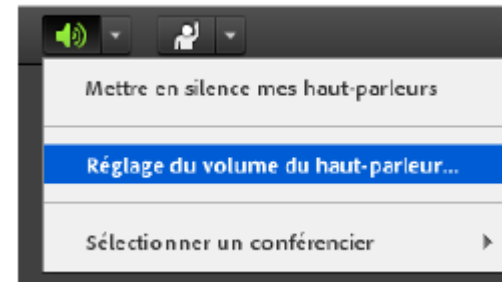 Mettre en silence mes haut-parleurs
Réglage du volume du haut-parleur...
Sélectionner un conférencier